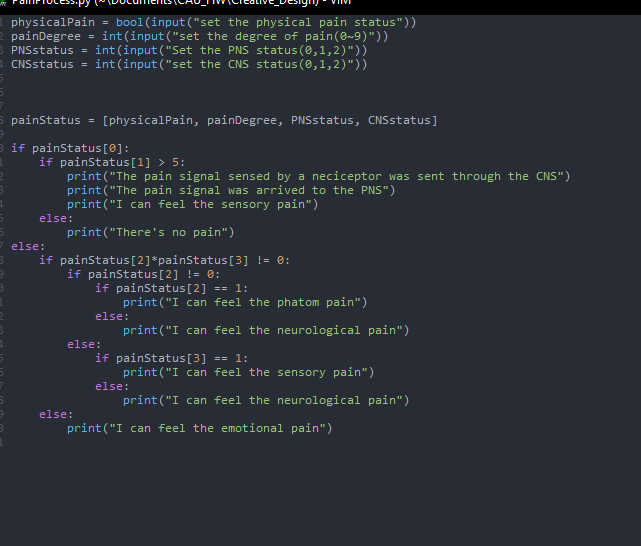 PainProcess.py (~\Documents\CAU_HW\Creative_Design) - VIM
physicalPain = bool(input("set the physical pain status"))
painDegree = int(input("set the degree of pain(0~9)"))
PNSstatus = int(input("Set the PNS status(0,1,2)"))
CNSstatus = int(input("set the CNS status(0,1,2)"))
painStatus = [physicalPain, painDegree, PNSstatus, CNSstatus]
if painStatus[0]:
    if painStatus[1] > 5:
        print("The pain signal sensed by a neciceptor was sent through the CNS")
        print("The pain signal was arrived to the PNS")
        print("I can feel the sensory pain")
    else:
        print("There's no pain")
else:
    if painStatus[2]*painStatus[3] != 0:
        if painStatus[2] != 0:
            if painStatus[2] == 1:
                print("I can feel the phatom pain")
            else:
                print("I can feel the neurological pain")
        else:
            if painStatus[3] == 1:
                print("I can feel the sensory pain")
            else:
                print("I can feel the neurological pain")
    else:
        print("I can feel the emotional pain")